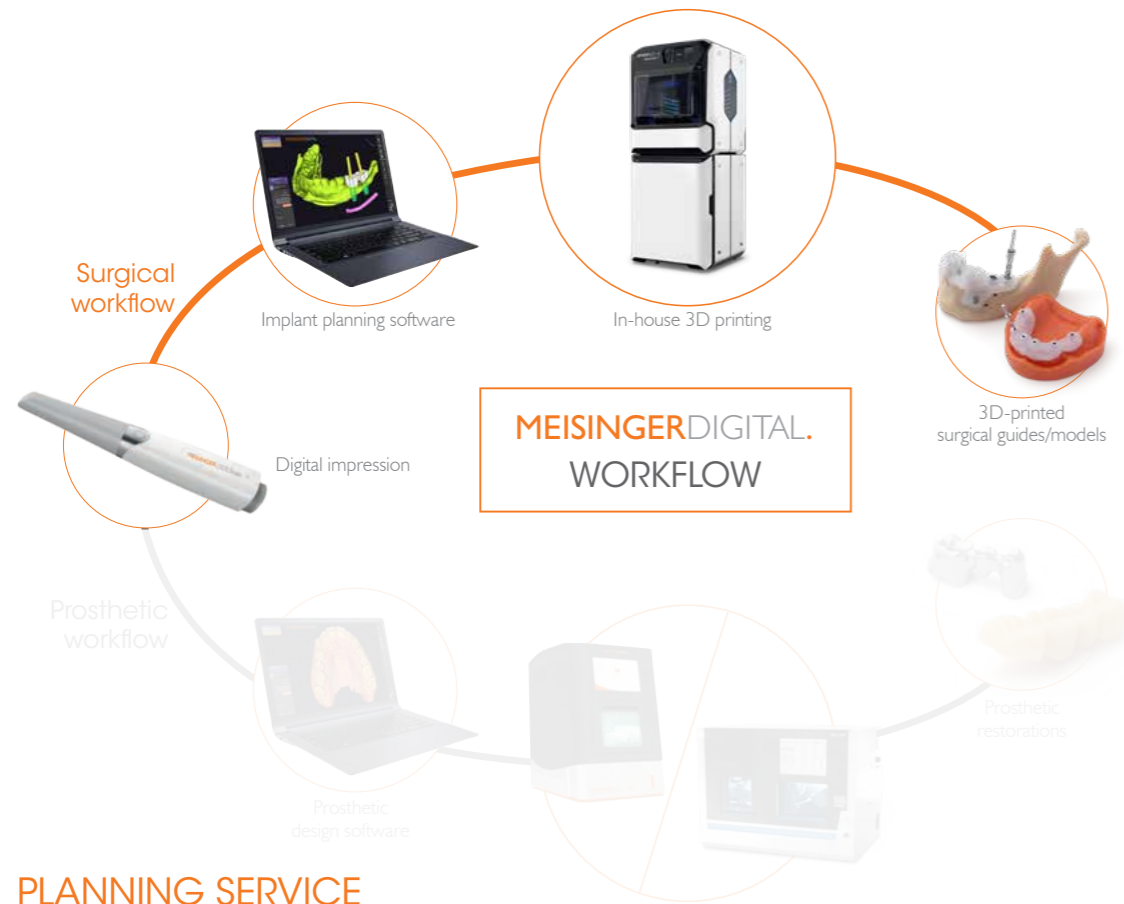 Surgical
workflow
Implant planning software
In-house 3D printing
3D-printed
surgical guides/models
Digital impression
MEISINGERDIGITAL.
WORKFLOW
Prosthetic
workflow
Prosthetic
design software
Prosthetic
restorations
PLANNING SERVICE